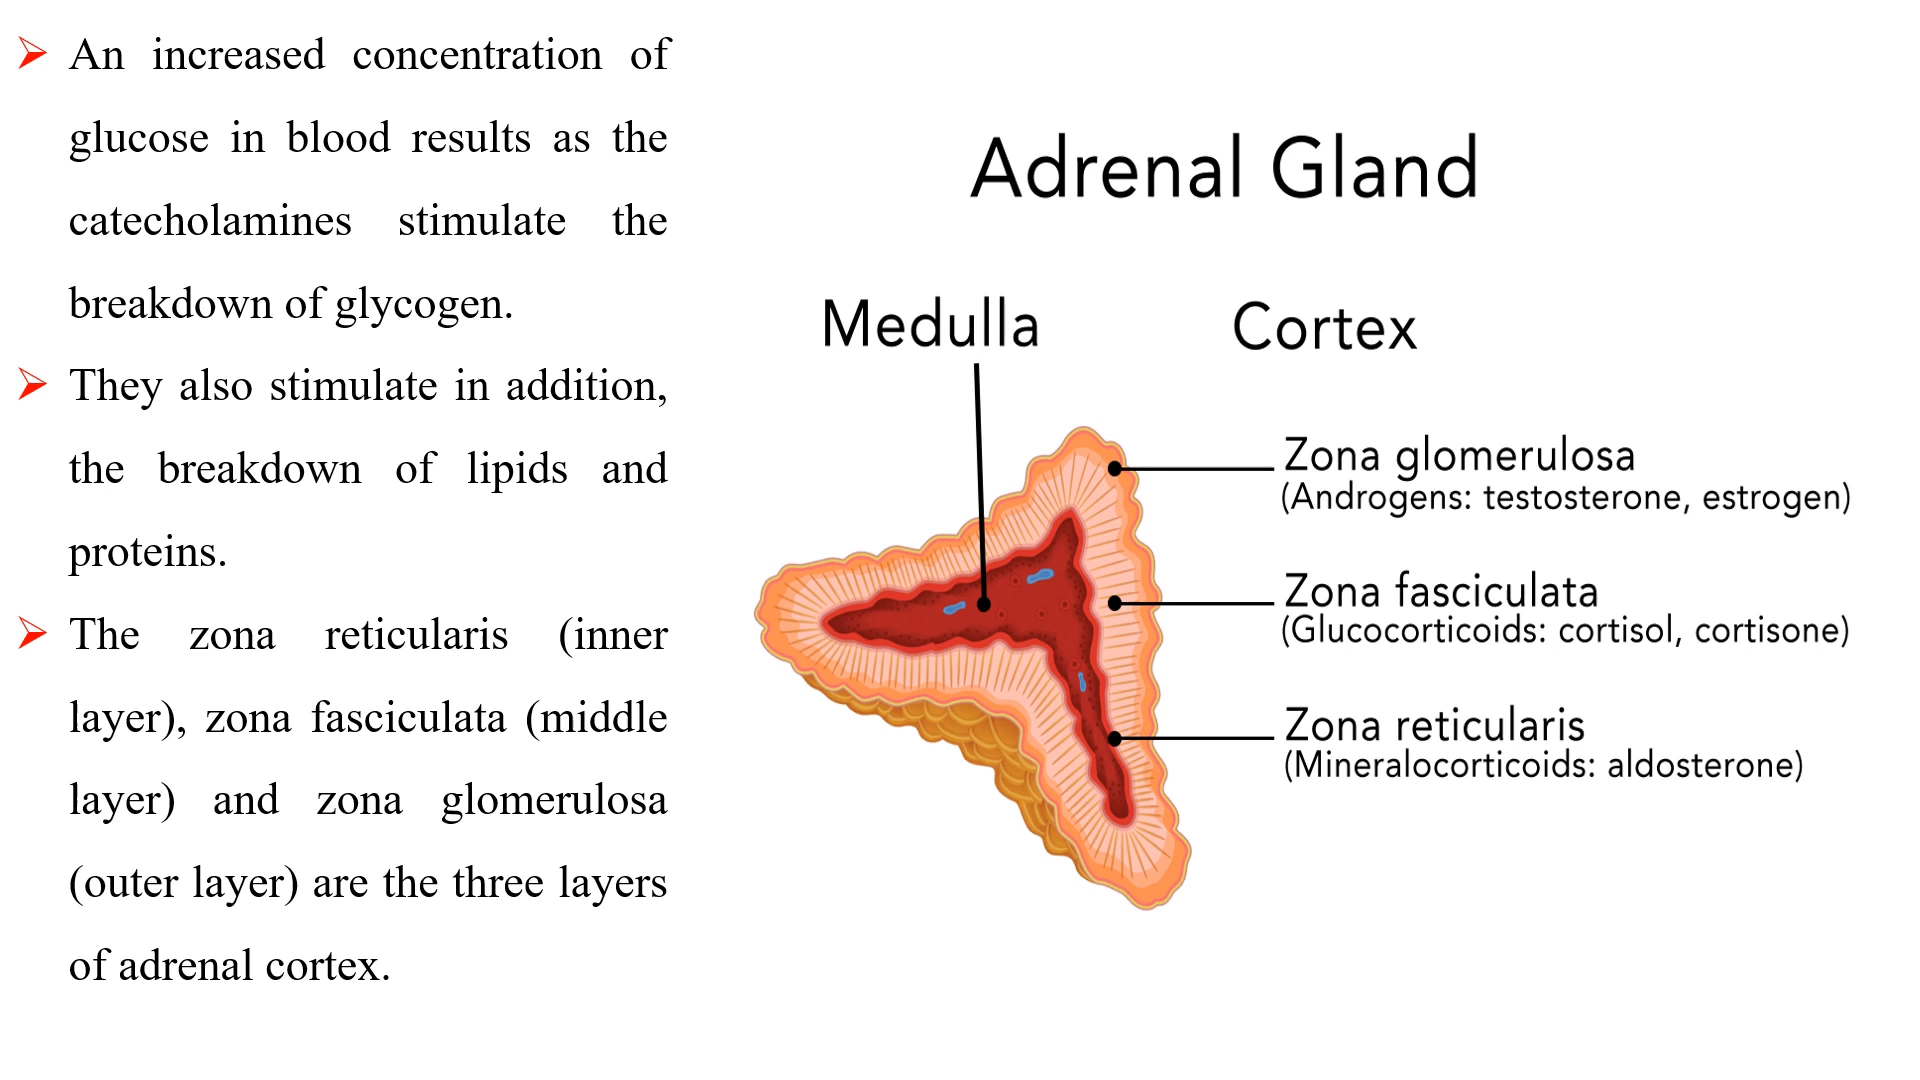 An increased concentration of
glucose in blood results as the
catecholamines stimulate the
breakdown of glycogen.
They also stimulate in addition,
the breakdown of lipids and
proteins.
The zona reticularis (inner
layer), zona fasciculata (middle
layer) and zona glomerulosa
(outer layer) are the three layers
of adrenal cortex.
Adrenal Gland
Medulla
Cortex
Zona glomerulosa
(Androgens: testosterone, estrogen)
Zona fasciculata
(Glucocorticoids: cortisol, cortisone)
Zona reticularis
(Mineralocorticoids: aldosterone)